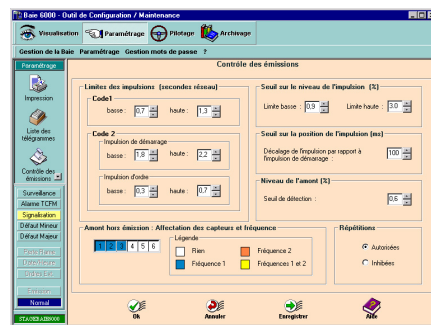 Baie 6000 - Outil de Configuration / Maintenance
Visualisation Paramétrage Pilotage Archivage
Gestion de la Baie Paramétrage Gestion mots de passe ?
Paramétrage
Contrôle des émissions
Impression
Liste des télégrammes
Contrôle des émissions
Surveillance
Alarme TCFM
Signalisation
Défaut Mineur
Défaut Majeur
Emission
Normal
STAGERAIB6000
Limites des impulsions (secondes réseau)
Code1
basse : 0,7 haute : 1,3
Code 2
Impulsion de démarrage
basse : 1,8 haute : 2,2
Impulsion d'ordre
basse : 0,3 haute : 0,7
Seuil sur le niveau de l'impulsion (%)
Limite basse : 0,9 Limite haute : 3.0
Seuil sur la position de l'impulsion (ms)
Décalage de l'impulsion par rapport à l'impulsion de démarrage : 100
Niveau de l'amont (%)
Seuil de détection : 0,6
Amont hors émission : Affectation des capteurs et fréquence
1 2 3 4 5 6
Légende
Rien Fréquence 2
Fréquence 1 Fréquences 1 et 2
Répétitions
Autorisées
Inhibées
Ok Annuler Enregistrer Aide